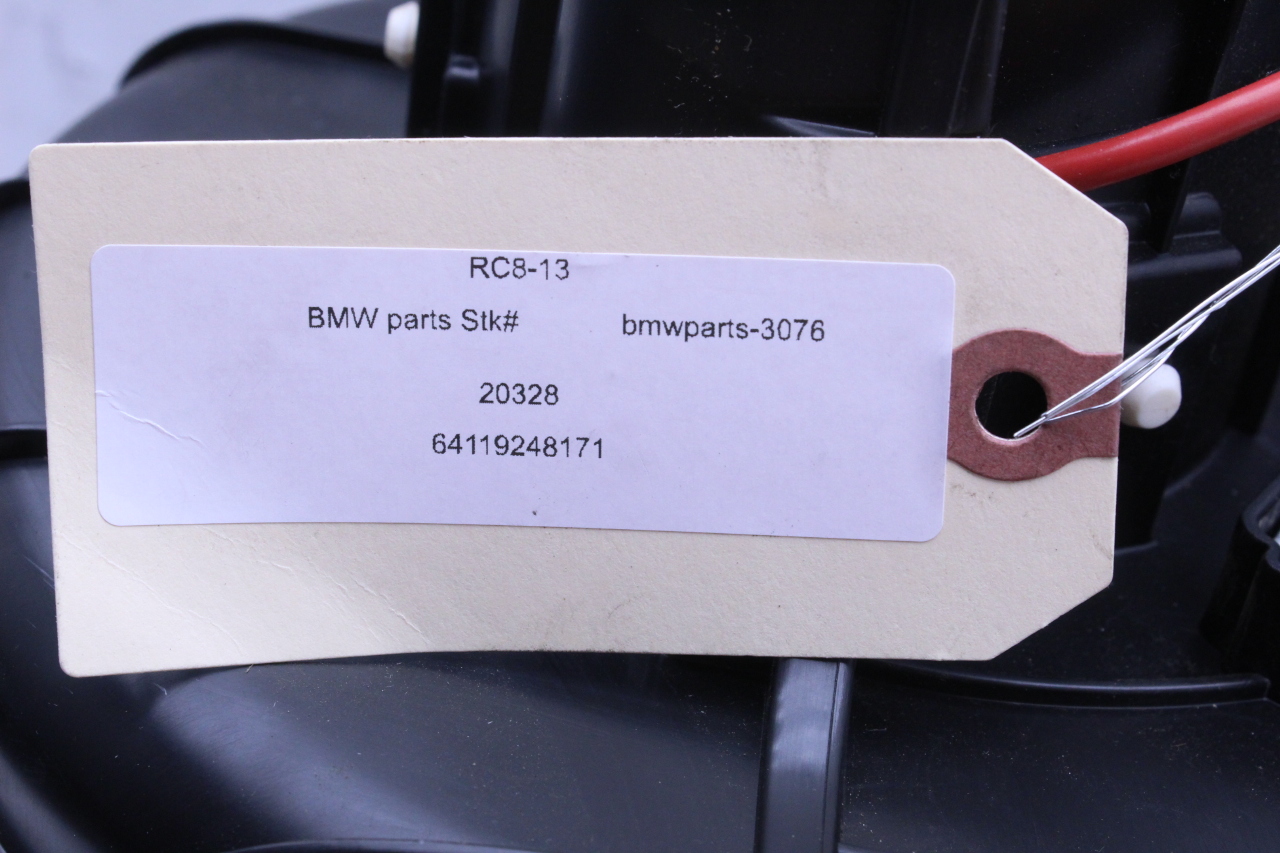 RC8-13
BMW parts Stk# bmwparts-3076
20328
64119248171